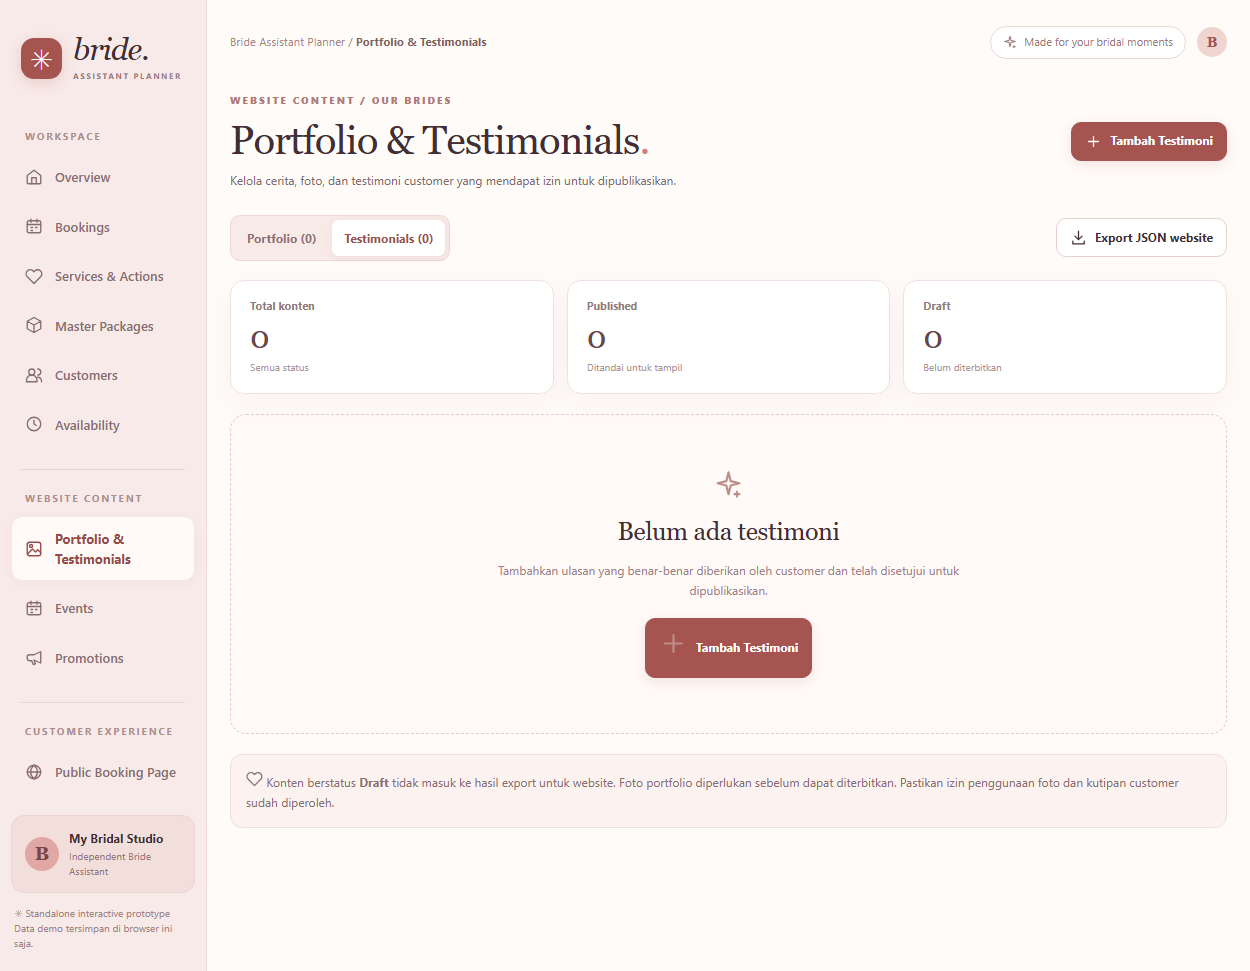 bride.
ASSISTANT PLANNER
WORKSPACE
Overview
Bookings
Services & Actions
Master Packages
Customers
Availability
WEBSITE CONTENT
Portfolio &
Testimonials
Events
Promotions
CUSTOMER EXPERIENCE
Public Booking Page
B
My Bridal Studio
Independent Bride
Assistant
✳ Standalone interactive prototype
Data demo tersimpan di browser ini
saja.
Bride Assistant Planner / Portfolio & Testimonials
Made for your bridal moments
B
WEBSITE CONTENT / OUR BRIDES
Portfolio & Testimonials.
Kelola cerita, foto, dan testimoni customer yang mendapat izin untuk dipublikasikan.
Tambah Testimoni
Portfolio (0)
Testimonials (0)
Export JSON website
Total konten
0
Semua status
Published
0
Ditandai untuk tampil
Draft
0
Belum diterbitkan
Belum ada testimoni
Tambahkan ulasan yang benar-benar diberikan oleh customer dan telah disetujui untuk
dipublikasikan.
Tambah Testimoni
Konten berstatus Draft tidak masuk ke hasil export untuk website. Foto portfolio diperlukan sebelum dapat diterbitkan. Pastikan izin penggunaan foto dan kutipan customer
sudah diperoleh.